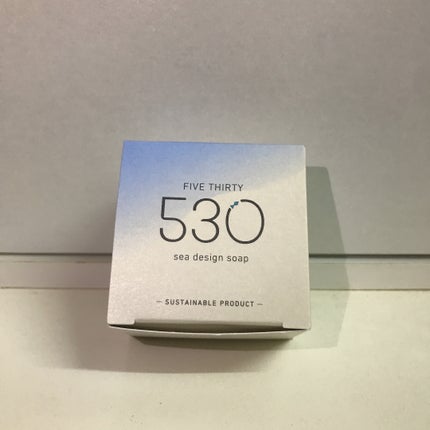 FIVE THIRTY
530
sea design soap
— SUSTAINABLE PRODUCT —